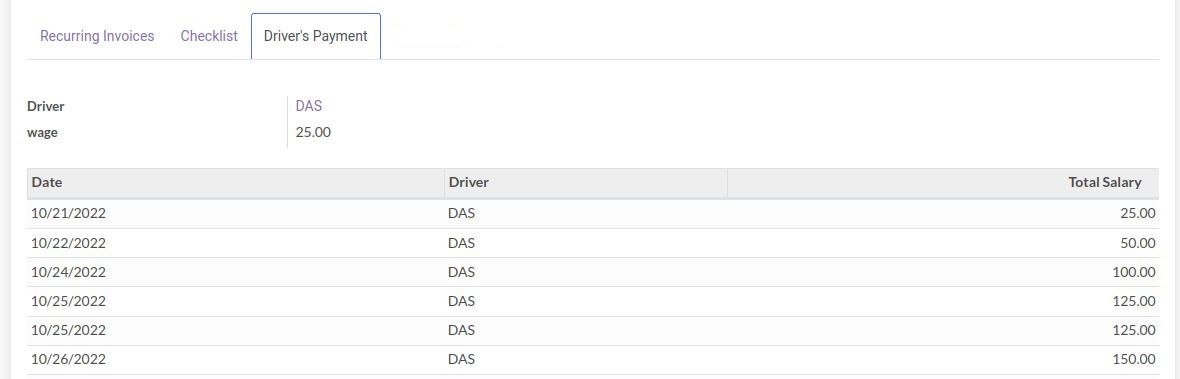 Recurring Invoices Checklist Driver's Payment
Driver DAS
wage 25.00
Date Driver Total Salary
10/21/2022 DAS 25.00
10/22/2022 DAS 50.00
10/24/2022 DAS 100.00
10/25/2022 DAS 125.00
10/25/2022 DAS 125.00
10/26/2022 DAS 150.00